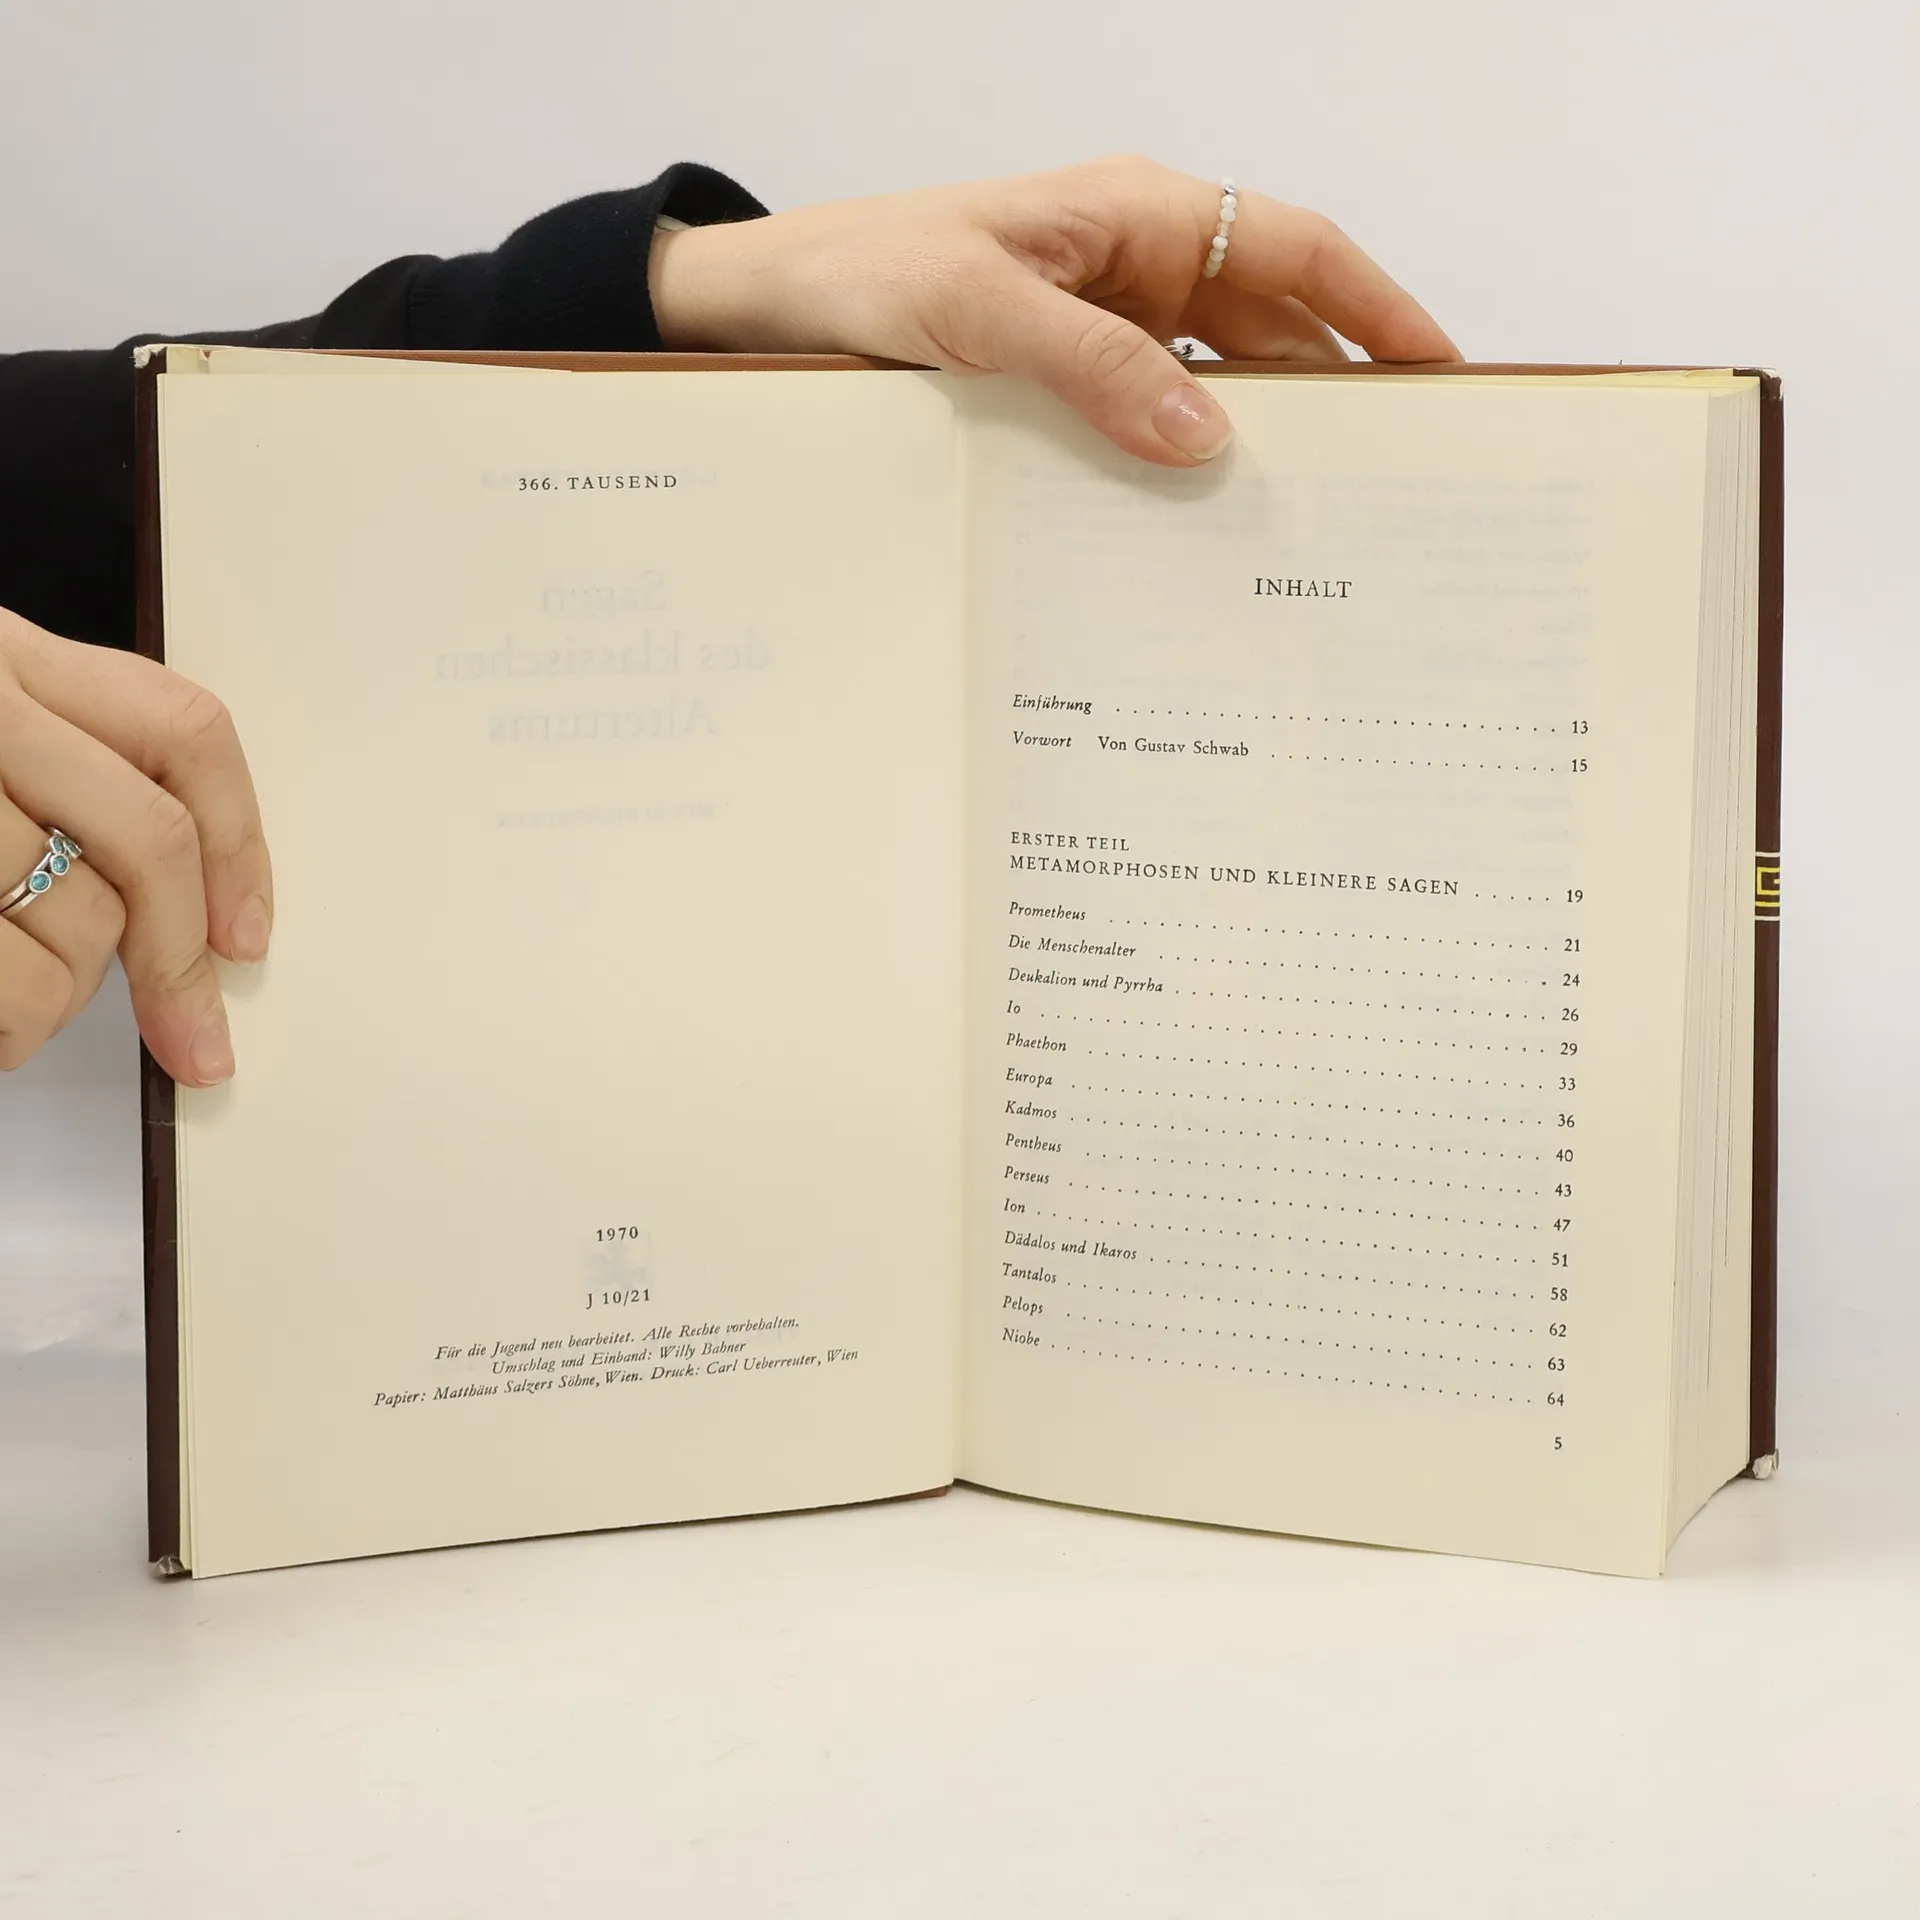 366. TAUSEND
1970
J 10/21
Für die Jugend neu bearbeitet. Alle Rechte vorbehalten.
Umschlag und Einband: Willy Bahner
Papier: Matthäus Salzers Söhne, Wien. Druck: Carl Ueberreuter, Wien
INHALT
Einführung . . . . . . . . . . . . . . . . . . . . . . . . . . 13
Vorwort Von Gustav Schwab . . . . . . . . . . . . . . . . . 15
ERSTER TEIL
METAMORPHOSEN UND KLEINERE SAGEN . . . . . 19
Prometheus . . . . . . . . . . . . . . . . . . . . . . . . . . 21
Die Menschenalter . . . . . . . . . . . . . . . . . . . . . . . 24
Deukalion und Pyrrha . . . . . . . . . . . . . . . . . . . . . . 26
Io . . . . . . . . . . . . . . . . . . . . . . . . . . . . . . 29
Phaethon . . . . . . . . . . . . . . . . . . . . . . . . . . . 33
Europa . . . . . . . . . . . . . . . . . . . . . . . . . . . . 36
Kadmos . . . . . . . . . . . . . . . . . . . . . . . . . . . . 40
Pentheus . . . . . . . . . . . . . . . . . . . . . . . . . . . 43
Perseus . . . . . . . . . . . . . . . . . . . . . . . . . . . . 47
Ion . . . . . . . . . . . . . . . . . . . . . . . . . . . . . . 51
Dädalos und Ikaros . . . . . . . . . . . . . . . . . . . . . . . 58
Tantalos . . . . . . . . . . . . . . . . . . . . . . . . . . . . 62
Pelops . . . . . . . . . . . . . . . . . . . . . . . . . . . . 63
Niobe . . . . . . . . . . . . . . . . . . . . . . . . . . . . . 64
5